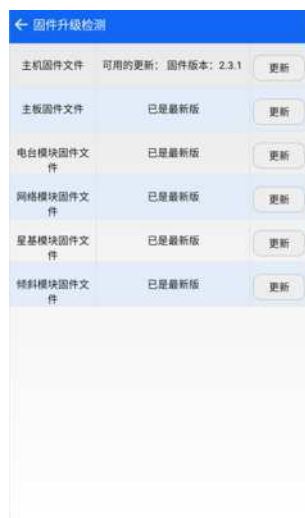 ← 固件升级检测
主机固件文件 可用的更新： 固件版本：2.3.1 更新
主板固件文件 已是最新版 更新
电台模块固件文
件
已是最新版 更新
网络模块固件文
件
已是最新版 更新
星基模块固件文
件
已是最新版 更新
倾斜模块固件文
件
已是最新版 更新